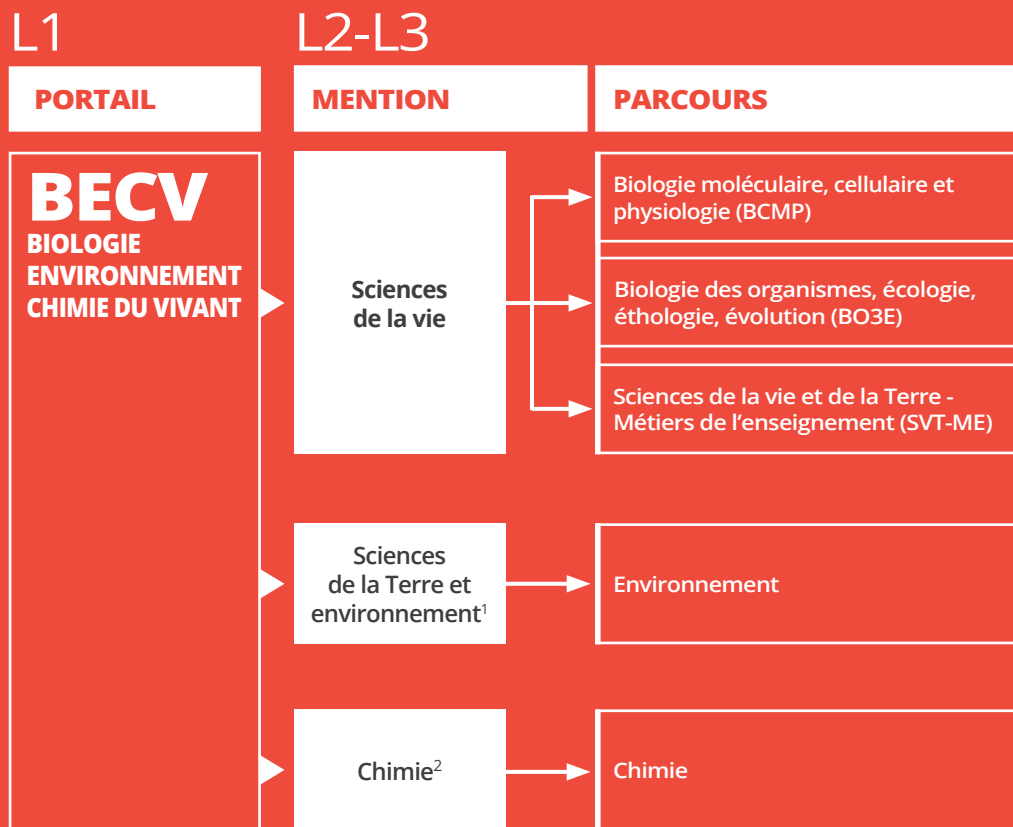 L1
L2-L3
PORTAIL
MENTION
PARCOURS
BECV
BIOLOGIE
ENVIRONNEMENT
CHIMIE DU VIVANT
Sciences
de la vie
Biologie moléculaire, cellulaire et
physiologie (BCMP)
Biologie des organismes, écologie,
éthologie, évolution (BO3E)
Sciences de la vie et de la Terre -
Métiers de l’enseignement (SVT-ME)
Sciences
de la Terre et
environnement¹
Environnement
Chimie²
Chimie